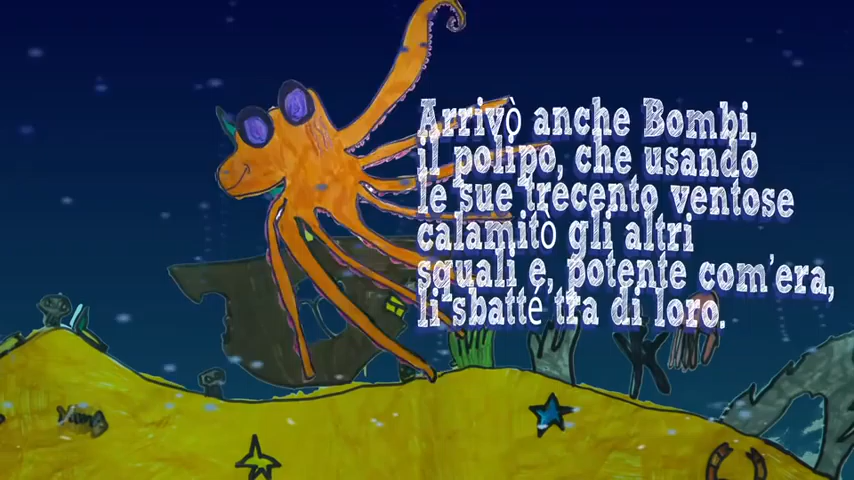 Arrivò anche Bombi,
il polipo, che usando
le sue trecento ventose
calamitò gli altri
squali e, potente com'era,
li sbatté tra di loro.